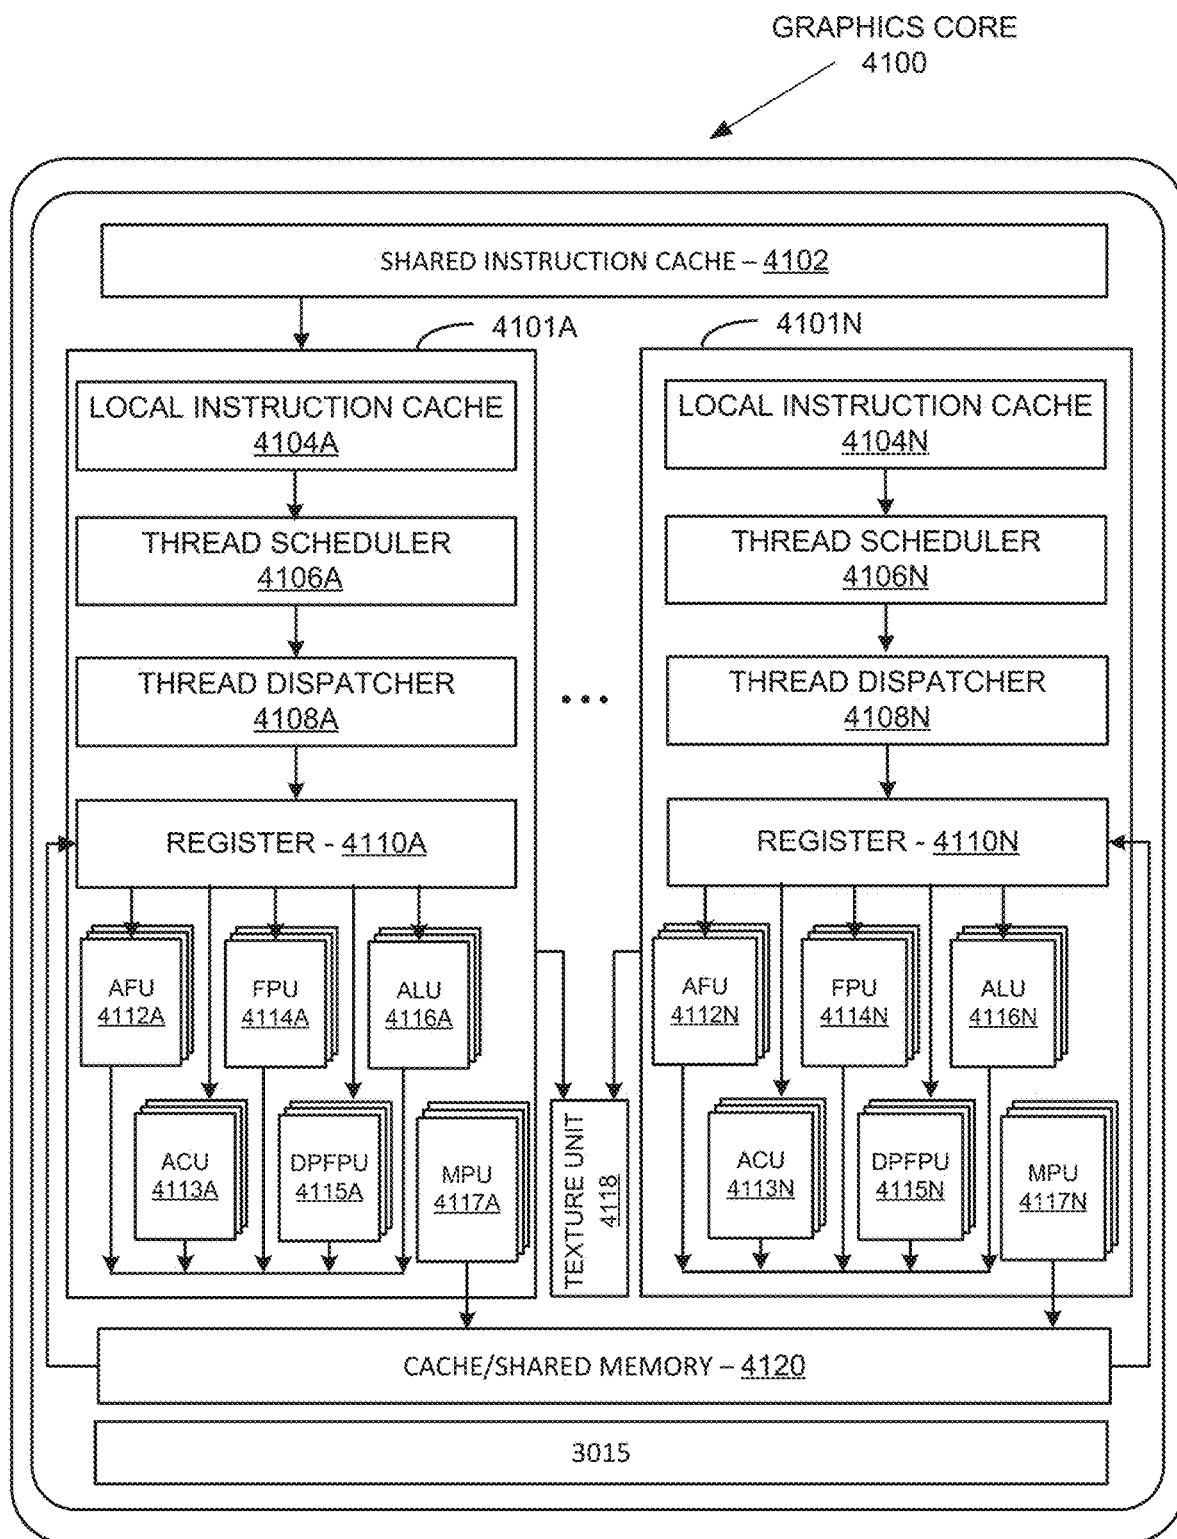 GRAPHICS CORE
4100
SHARED INSTRUCTION CACHE – 4102
4101A
4101N
LOCAL INSTRUCTION CACHE
4104A
LOCAL INSTRUCTION CACHE
4104N
THREAD SCHEDULER
4106A
THREAD SCHEDULER
4106N
THREAD DISPATCHER
4108A
THREAD DISPATCHER
4108N
•••
REGISTER - 4110A
REGISTER - 4110N
AFU
4112A
FPU
4114A
ALU
4116A
AFU
4112N
FPU
4114N
ALU
4116N
ACU
4113A
DPFPU
4115A
MPU
4117A
TEXTURE UNIT
4118
ACU
4113N
DPFPU
4115N
MPU
4117N
CACHE/SHARED MEMORY – 4120
3015